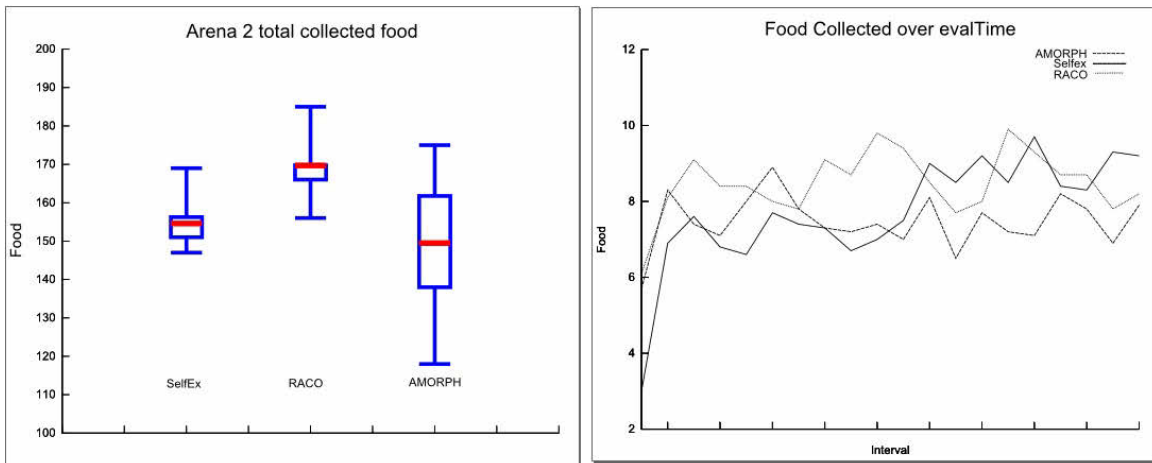 Arena 2 total collected food
200
190
180
170
160
150
140
130
120
110
100
Food
SelfEx
RACO
AMORPH
Food Collected over evalTime
AMORPH
Selfex
RACO
12
10
8
6
4
2
Food
Interval